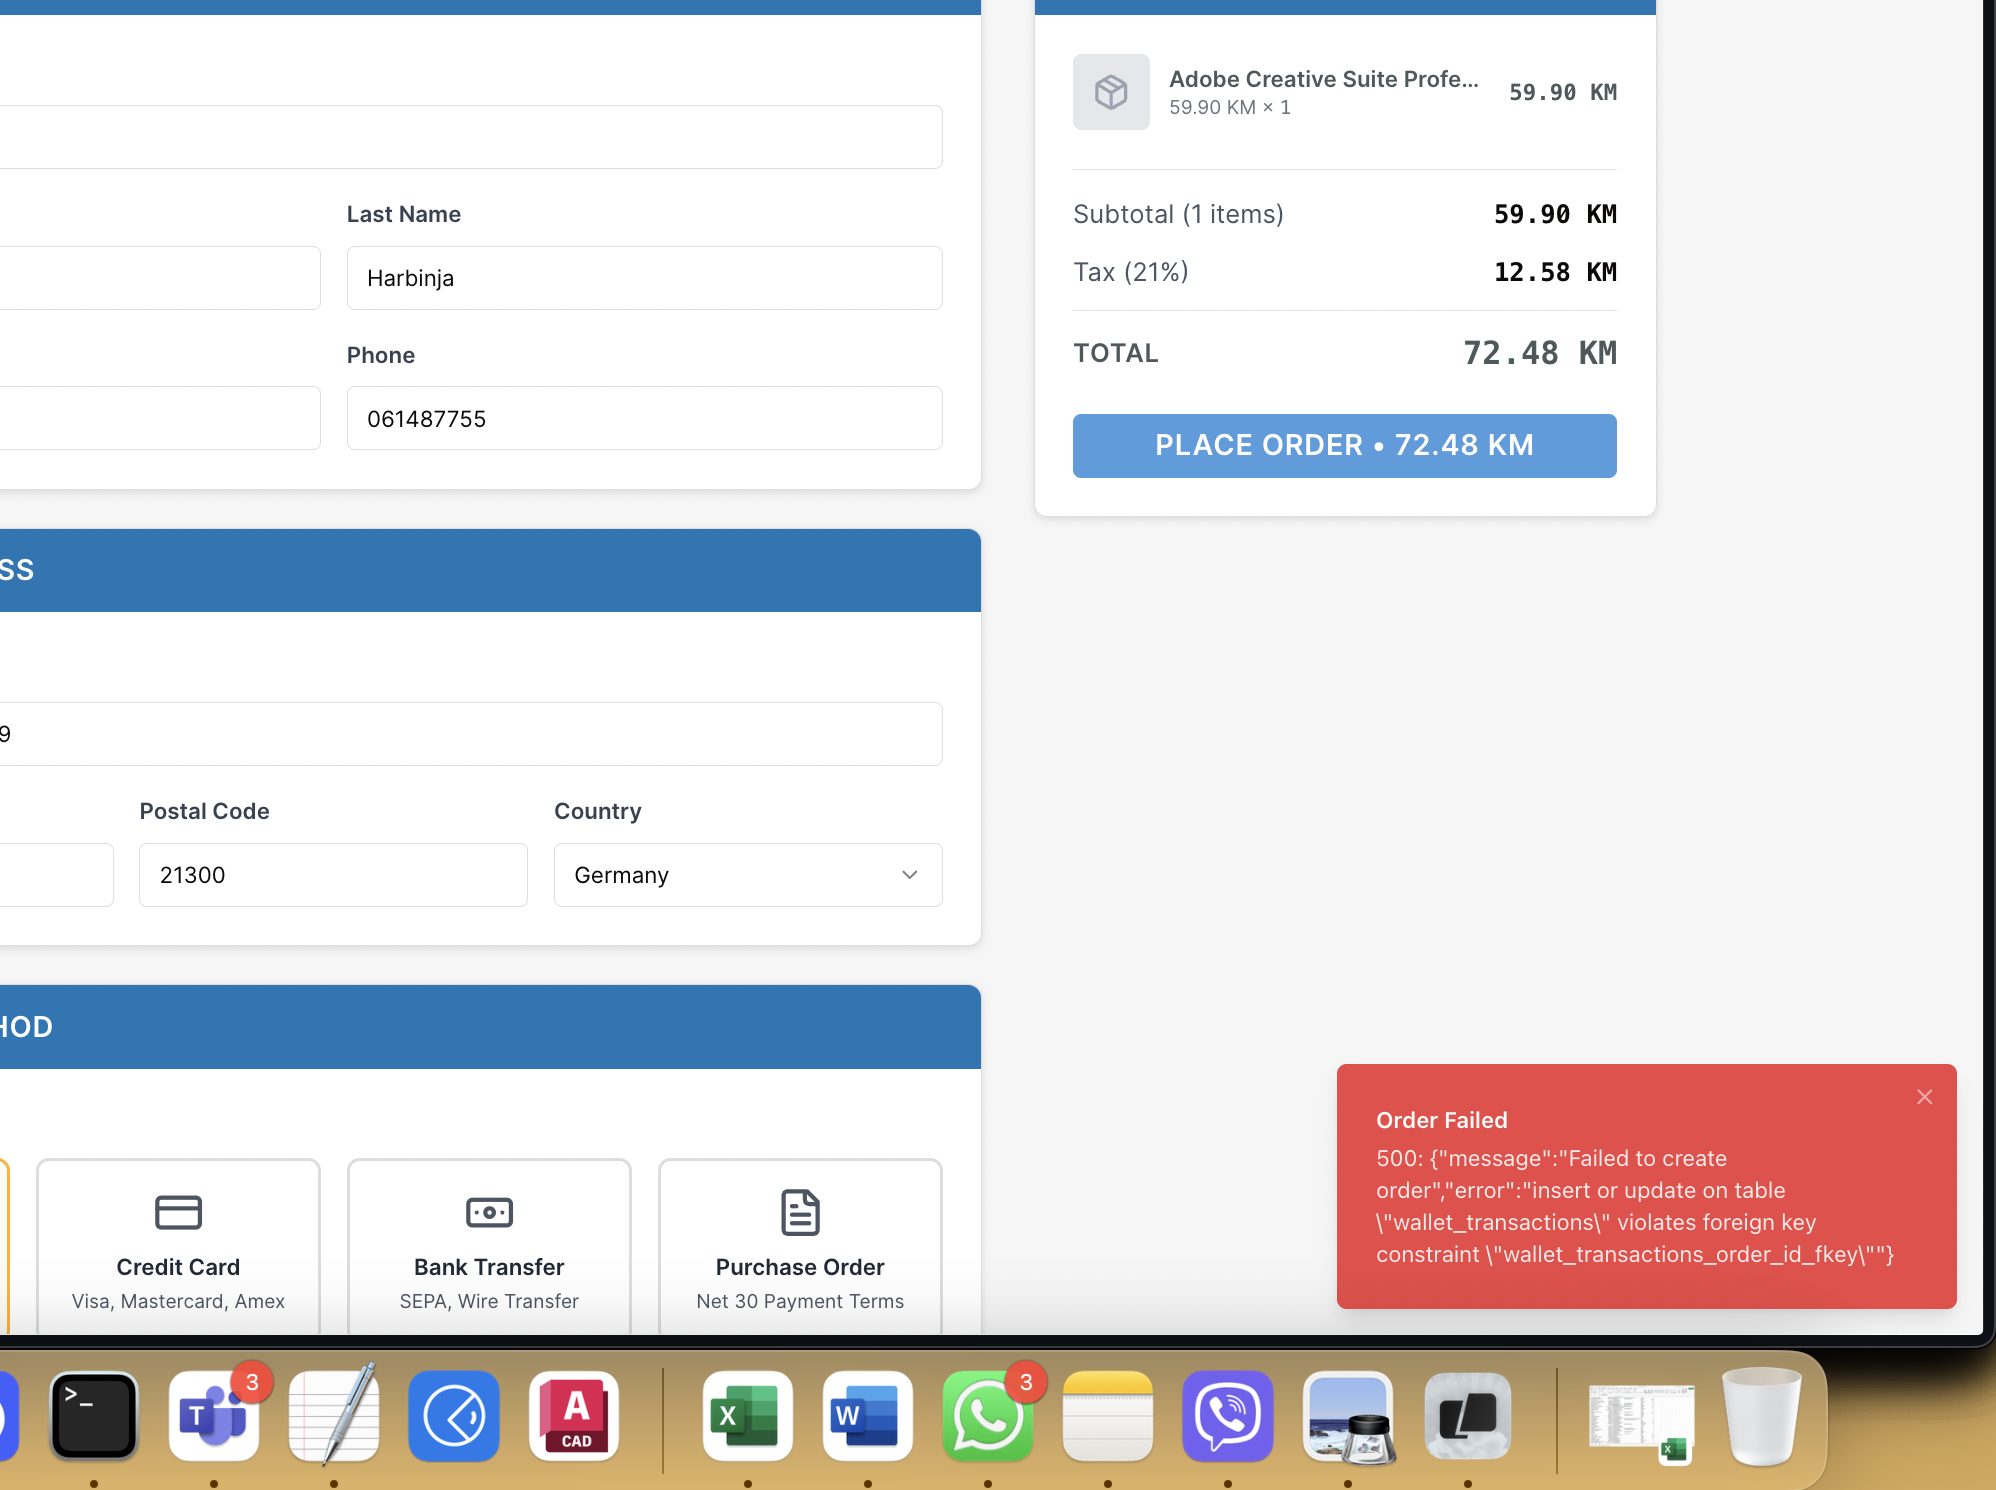 Adobe Creative Suite Profe...
59.90 KM × 1
59.90 KM
Subtotal (1 items)
59.90 KM
Tax (21%)
12.58 KM
TOTAL
72.48 KM
PLACE ORDER • 72.48 KM
Last Name
Harbinja
Phone
061487755
SS
9
Postal Code
21300
Country
Germany
HOD
Credit Card
Visa, Mastercard, Amex
Bank Transfer
SEPA, Wire Transfer
Purchase Order
Net 30 Payment Terms
Order Failed
500: {"message":"Failed to create
order","error":"insert or update on table
\"wallet_transactions\" violates foreign key
constraint \"wallet_transactions_order_id_fkey\""}
>_
T
3
A
CAD
X
W
3
X